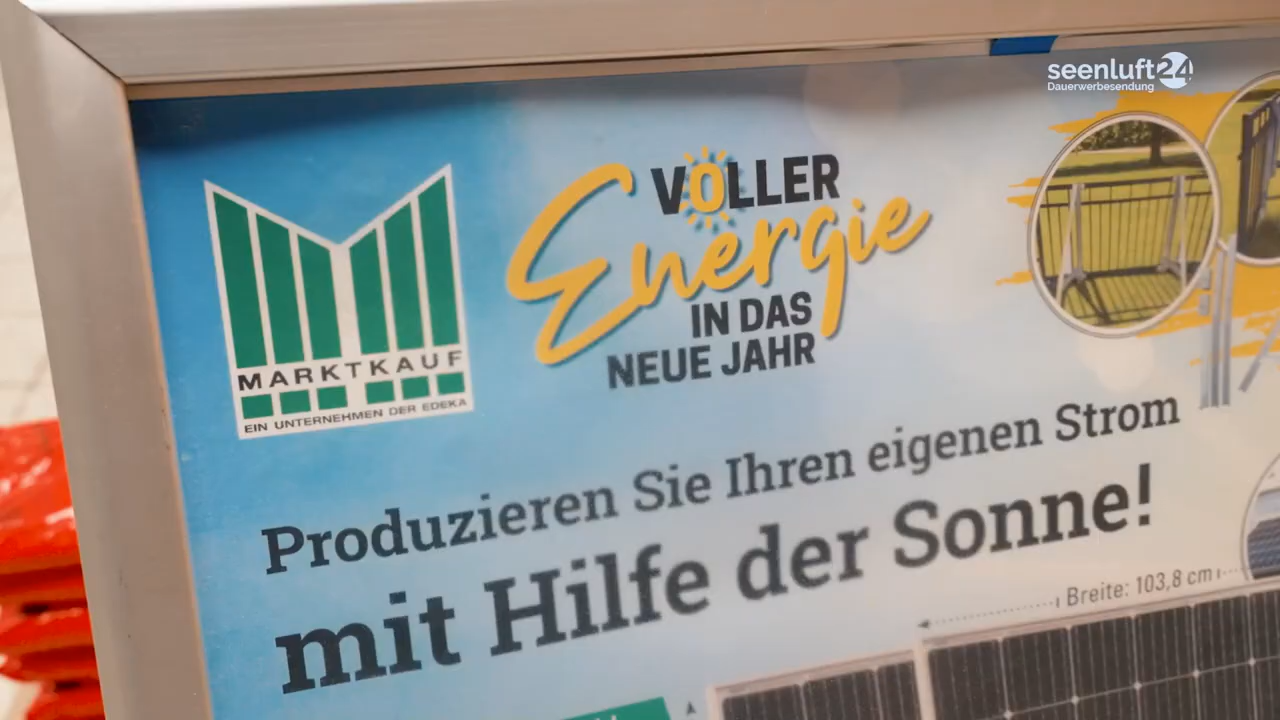 seenluft24
Dauerwerbesendung
VOLLER
Energie
IN DAS
NEUE JAHR
MARKTKAUF
EIN UNTERNEHMEN DER EDEKA
Produzieren Sie Ihren eigenen Strom
mit Hilfe der Sonne!
Breite: 103,8 cm